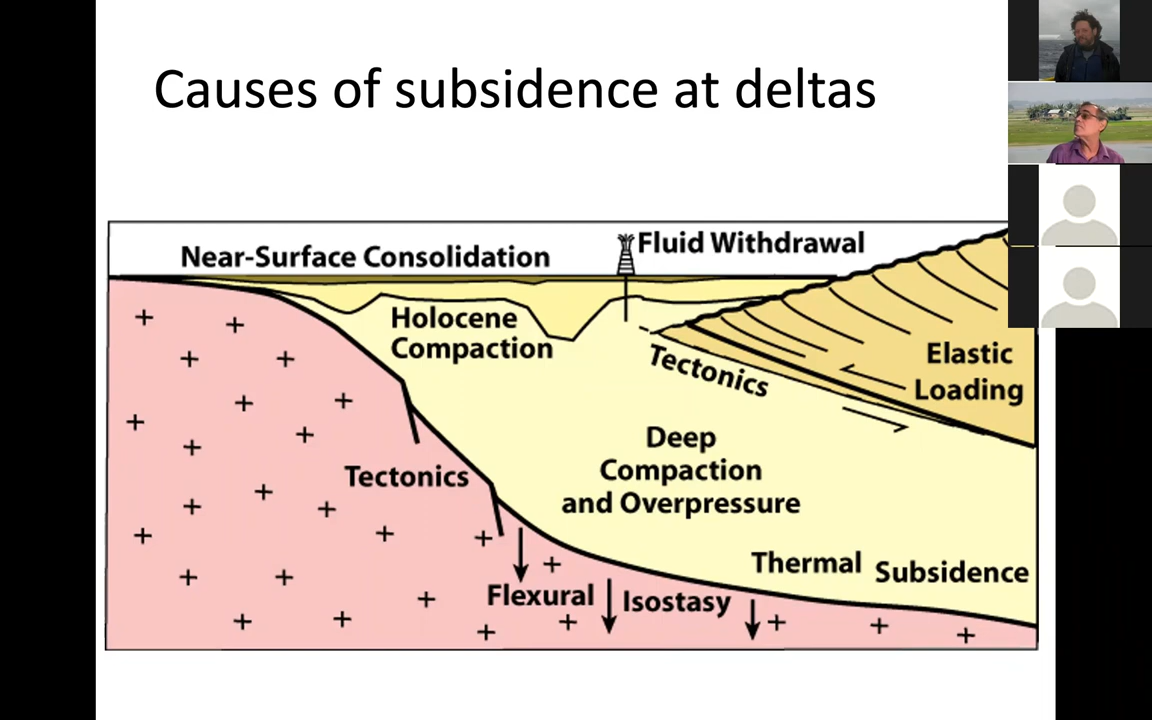 Causes of subsidence at deltas
Near-Surface Consolidation
Fluid Withdrawal
Holocene
Compaction
Tectonics
Elastic
Loading
Deep
Compaction
and Overpressure
Tectonics
Thermal Subsidence
Flexural Isostasy